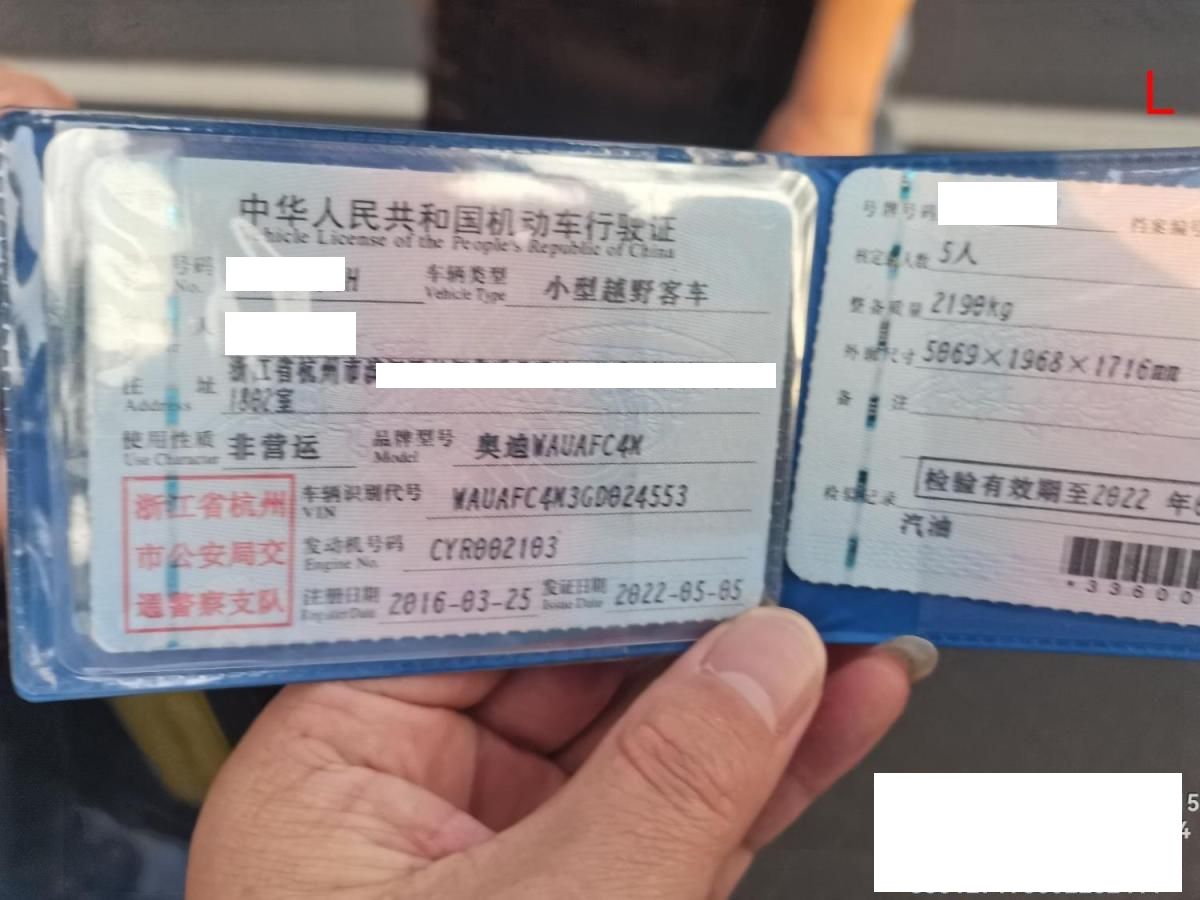 中华人民共和国机动车行驶证
Vehicle License of the People's Republic of China
号码
No.
H
车辆类型
Vehicle Type
小型越野客车
人
浙江省杭州市
住 址
Address
1802室
使用性质
Use Character
非营运
品牌型号
Model
奥迪WAUAFC4M
浙江省杭州
市公安局交
通警察支队
车辆识别代号
VIN
WAUAFC4M3GD024553
发动机号码
Engine No.
CYR002103
注册日期
Register Date
2016-03-25
发证日期
Issue Date
2022-05-05
号牌号码
档案编号
核定载人数
5人
整备质量
2190kg
外廓尺寸
5069×1968×1716mm
备 注
检验记录
检验有效期至2022 年
汽油
*33600
L
5
4